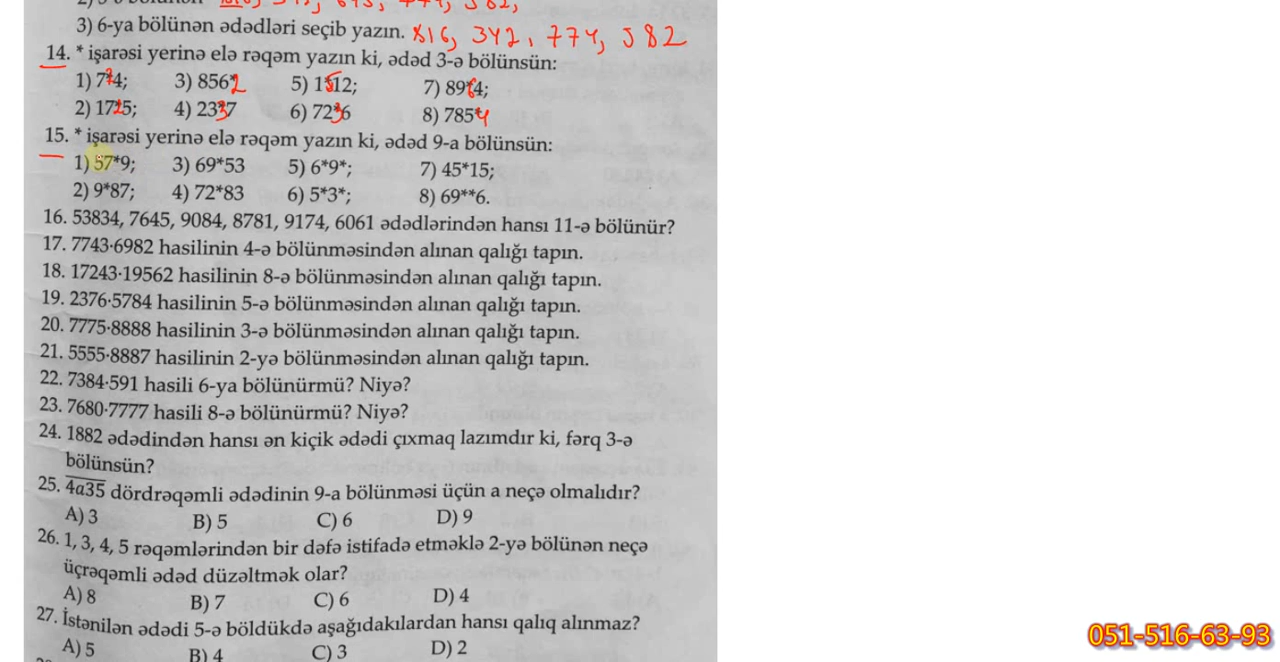 3) 6-ya bölünən ədədləri seçib yazın. 816, 342, 774, 582
14. * işarəsi yerinə elə rəqəm yazın ki, ədəd 3-ə bölünsün:
1) 7*4; 3) 856*2 5) 1*12; 7) 89*4;
2) 17*5; 4) 23*7 6) 72*6 8) 785*4
15. * işarəsi yerinə elə rəqəm yazın ki, ədəd 9-a bölünsün:
1) 57*9; 3) 69*53 5) 6*9*; 7) 45*15;
2) 9*87; 4) 72*83 6) 5*3*; 8) 69**6.
16. 53834, 7645, 9084, 8781, 9174, 6061 ədədlərindən hansı 11-ə bölünür?
17. 7743·6982 hasilinin 4-ə bölünməsindən alınan qalığı tapın.
18. 17243·19562 hasilinin 8-ə bölünməsindən alınan qalığı tapın.
19. 2376·5784 hasilinin 5-ə bölünməsindən alınan qalığı tapın.
20. 7775·8888 hasilinin 3-ə bölünməsindən alınan qalığı tapın.
21. 5555·8887 hasilinin 2-yə bölünməsindən alınan qalığı tapın.
22. 7384·591 hasili 6-ya bölünürmü? Niyə?
23. 7680·7777 hasili 8-ə bölünürmü? Niyə?
24. 1882 ədədindən hansı ən kiçik ədədi çıxmaq lazımdır ki, fərq 3-ə
bölünsün?
25. 4a35 dördrəqəmli ədədinin 9-a bölünməsi üçün a neçə olmalıdır?
A) 3 B) 5 C) 6 D) 9
26. 1, 3, 4, 5 rəqəmlərindən bir dəfə istifadə etməklə 2-yə bölünən neçə
üçrəqəmli ədəd düzəltmək olar?
A) 8 B) 7 C) 6 D) 4
27. İstənilən ədədi 5-ə böldükdə aşağıdakılardan hansı qalıq alınmaz?
A) 5 B) 4 C) 3 D) 2
051-516-63-93